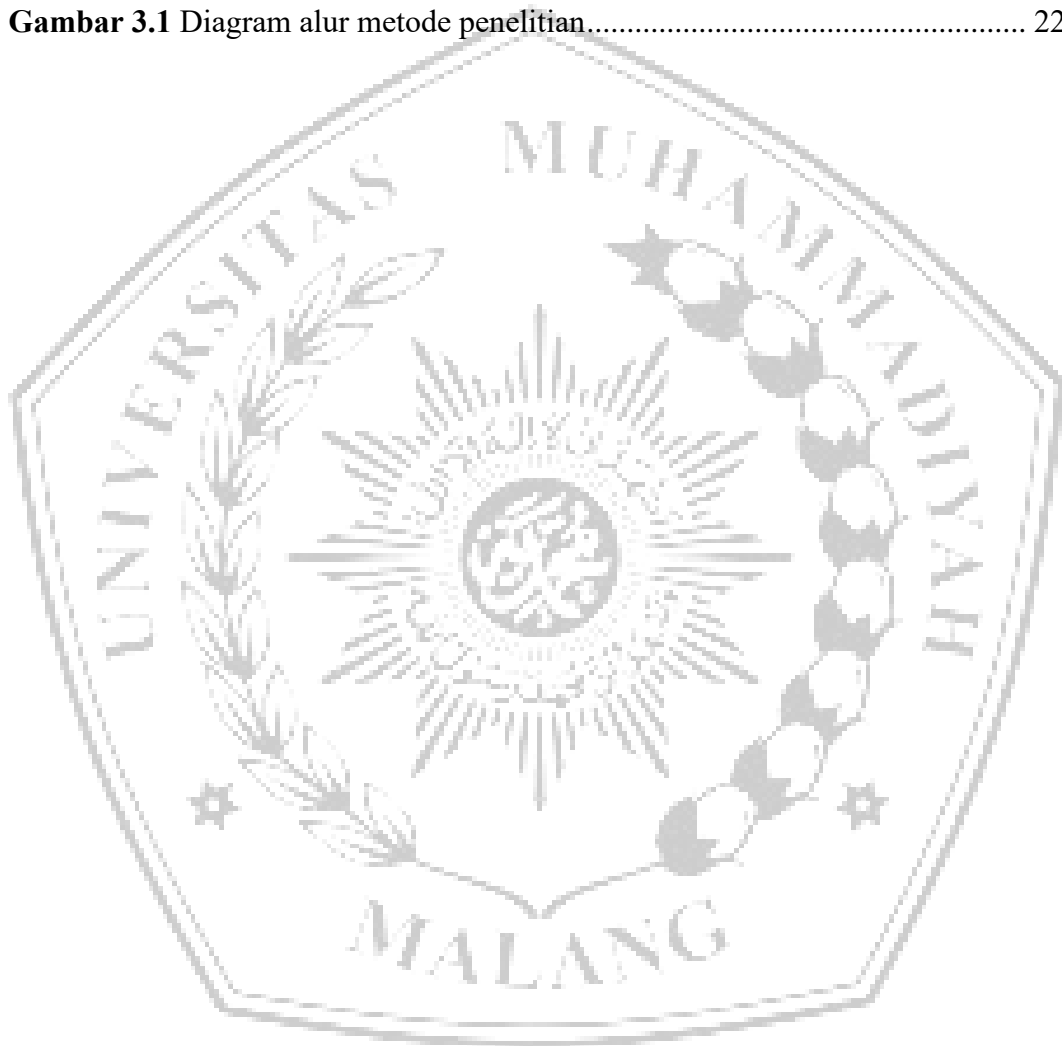 Gambar 3.1 Diagram alur metode penelitian............................................... 22
UNIVERSITAS MUHAMMADIYAH
MALANG